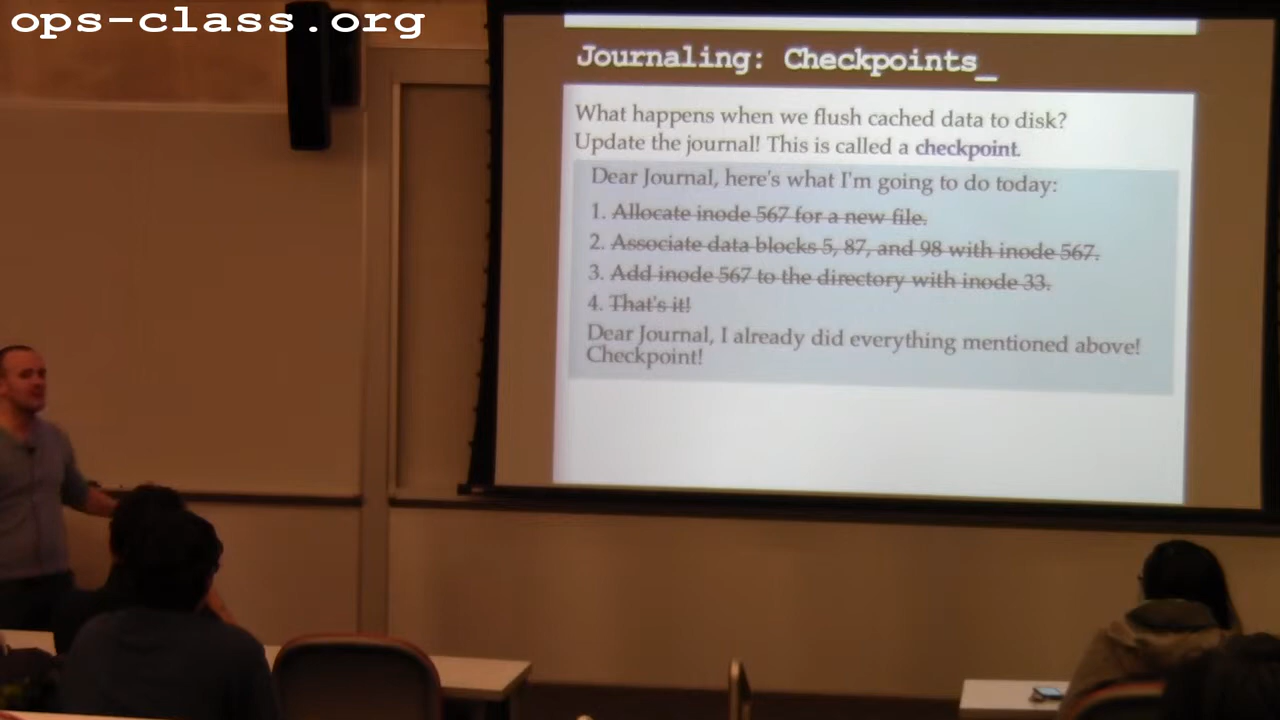 ops-class.org
Journaling: Checkpoints_
What happens when we flush cached data to disk?
Update the journal! This is called a checkpoint.
Dear Journal, here's what I'm going to do today:
1. Allocate inode 567 for a new file.
2. Associate data blocks 5, 87, and 98 with inode 567.
3. Add inode 567 to the directory with inode 33.
4. That's it!
Dear Journal, I already did everything mentioned above!
Checkpoint!